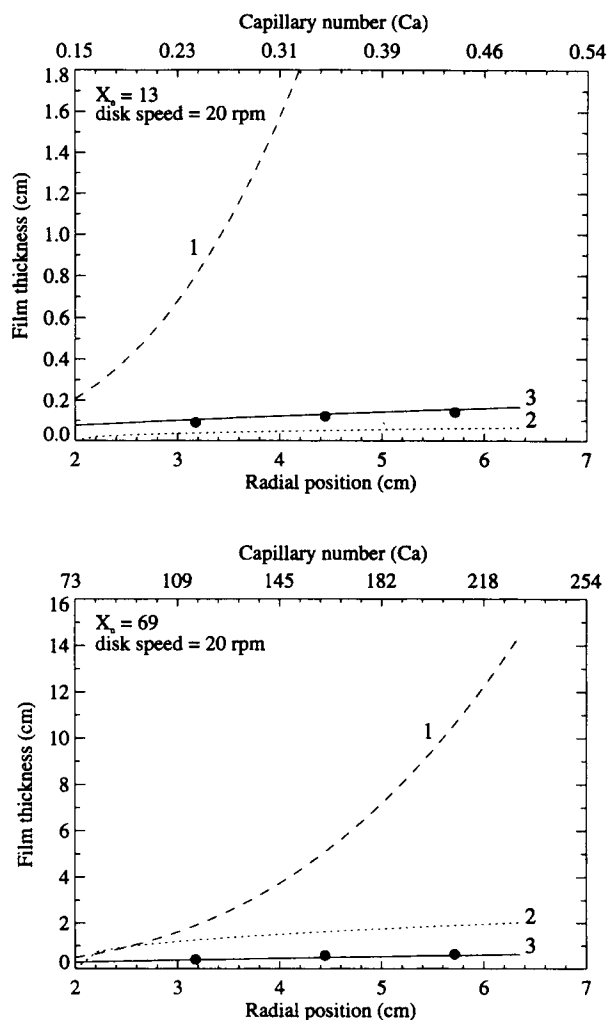 Capillary number (Ca)
0.15 0.24 0.31 0.39 0.46 0.54
1.8
1.6
1.4
1.2
1.0
0.8
0.6
0.4
0.2
0.0
Film thickness (cm)
Xₙ = 13
disk speed = 20 rpm
1
3
2
2 3 4 5 6 7
Radial position (cm)
Capillary number (Ca)
73 109 145 182 218 254
16
14
12
10
8
6
4
2
0
Film thickness (cm)
Xₙ = 69
disk speed = 20 rpm
1
2
3
2 3 4 5 6 7
Radial position (cm)